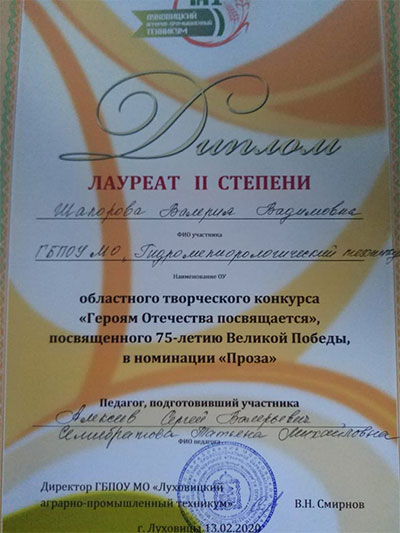 ЛУХОВИЦКИЙ
АГРАРНО-ПРОМЫШЛЕННЫЙ
ТЕХНИКУМ
Диплом
ЛАУРЕАТ II СТЕПЕНИ
Шапорова Валерия Вадимовна
ФИО участника
ГБПОУ МО, Гидрометеорологический техникум
Наименование ОУ
областного творческого конкурса
«Героям Отечества посвящается»,
посвященного 75-летию Великой Победы,
в номинации «Проза»
Педагог, подготовивший участника
Алексеев Сергей Валерьевич
Семибратова Татьяна Михайловна
ФИО педагога
Директор ГБПОУ МО «Луховицкий
аграрно-промышленный техникум»
В.Н. Смирнов
г. Луховицы, 13.02.2020